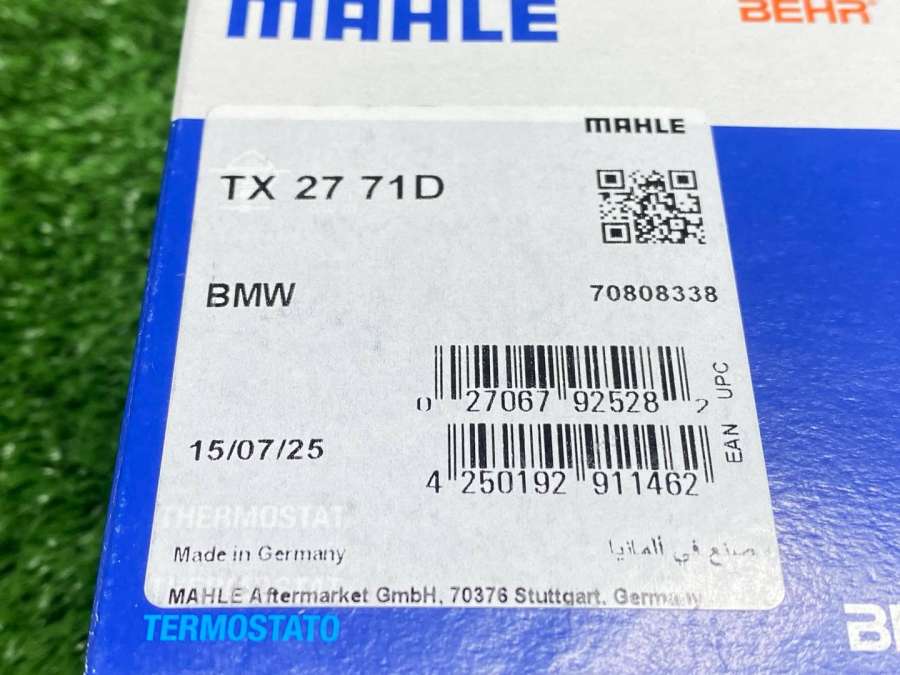 MAHLE
BEHR
MAHLE
TX 27 71D
BMW
70808338
0 27067 92528 2
UPC
15/07/25
4 250192 911462
EAN
THERMOSTAT
Made in Germany
صنع في ألمانيا
THERMOSTAT
MAHLE Aftermarket GmbH, 70376 Stuttgart, Germany
TERMOSTATO